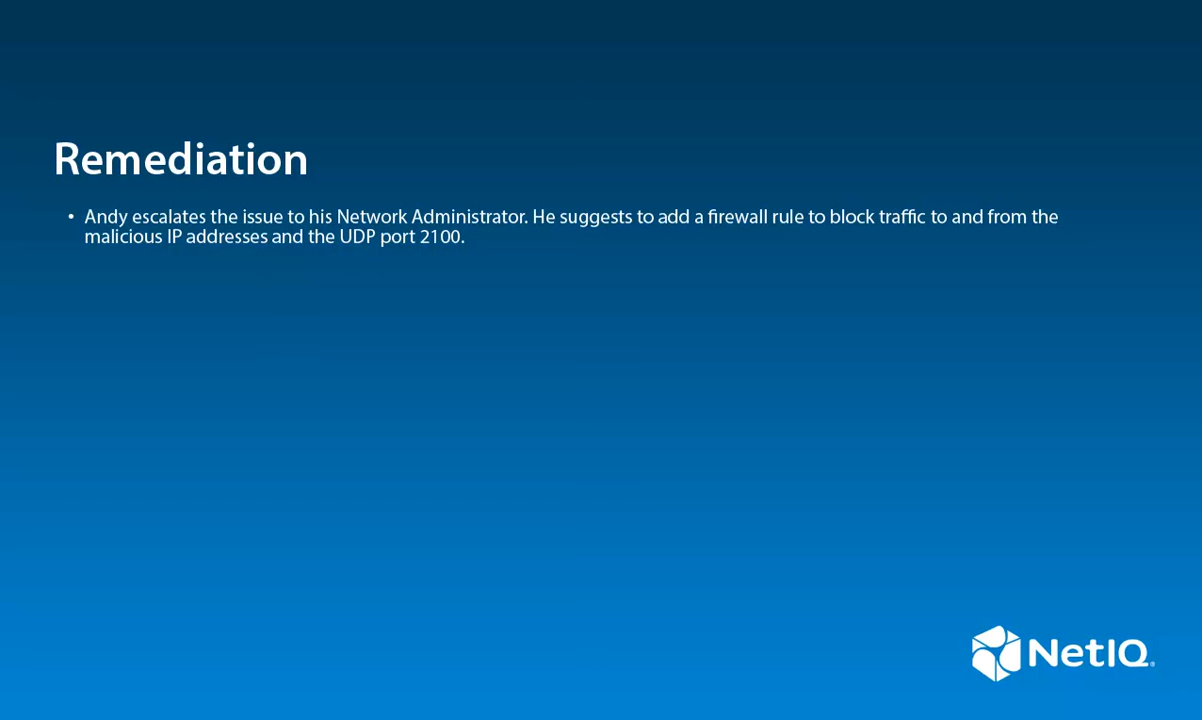 Remediation
• Andy escalates the issue to his Network Administrator. He suggests to add a firewall rule to block traffic to and from the
malicious IP addresses and the UDP port 2100.
NetIQ.